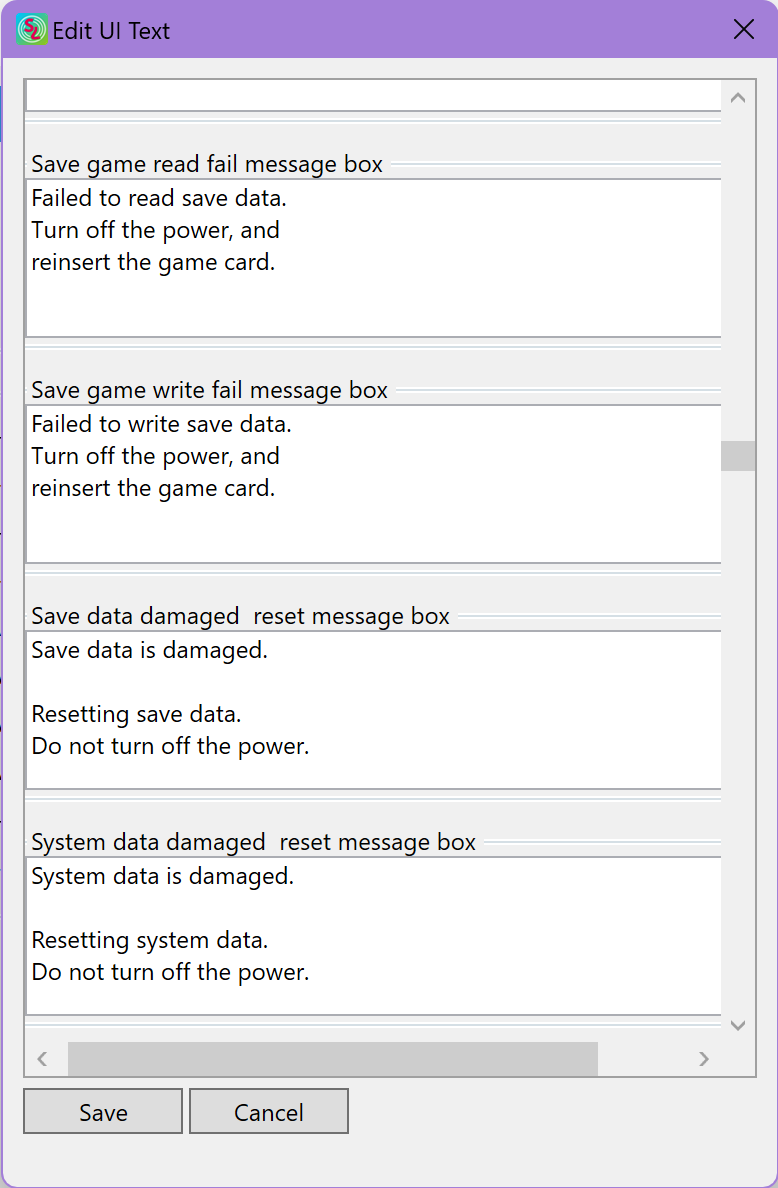 Edit UI Text
Save game read fail message box
Failed to read save data.
Turn off the power, and
reinsert the game card.
Save game write fail message box
Failed to write save data.
Turn off the power, and
reinsert the game card.
Save data damaged  reset message box
Save data is damaged.
Resetting save data.
Do not turn off the power.
System data damaged  reset message box
System data is damaged.
Resetting system data.
Do not turn off the power.
Save
Cancel